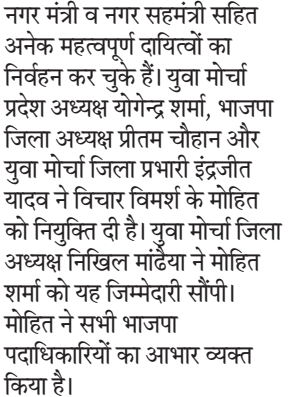 नगर मंत्री व नगर सहमंत्री सहित
अनेक महत्वपूर्ण दायित्वों का
निर्वहन कर चुके हैं। युवा मोर्चा
प्रदेश अध्यक्ष योगेन्द्र शर्मा, भाजपा
जिला अध्यक्ष प्रीतम चौहान और
युवा मोर्चा जिला प्रभारी इंद्रजीत
यादव ने विचार विमर्श के मोहित
को नियुक्ति दी है। युवा मोर्चा जिला
अध्यक्ष निखिल मांढैया ने मोहित
शर्मा को यह जिम्मेदारी सौंपी।
मोहित ने सभी भाजपा
पदाधिकारियों का आभार व्यक्त
किया है।